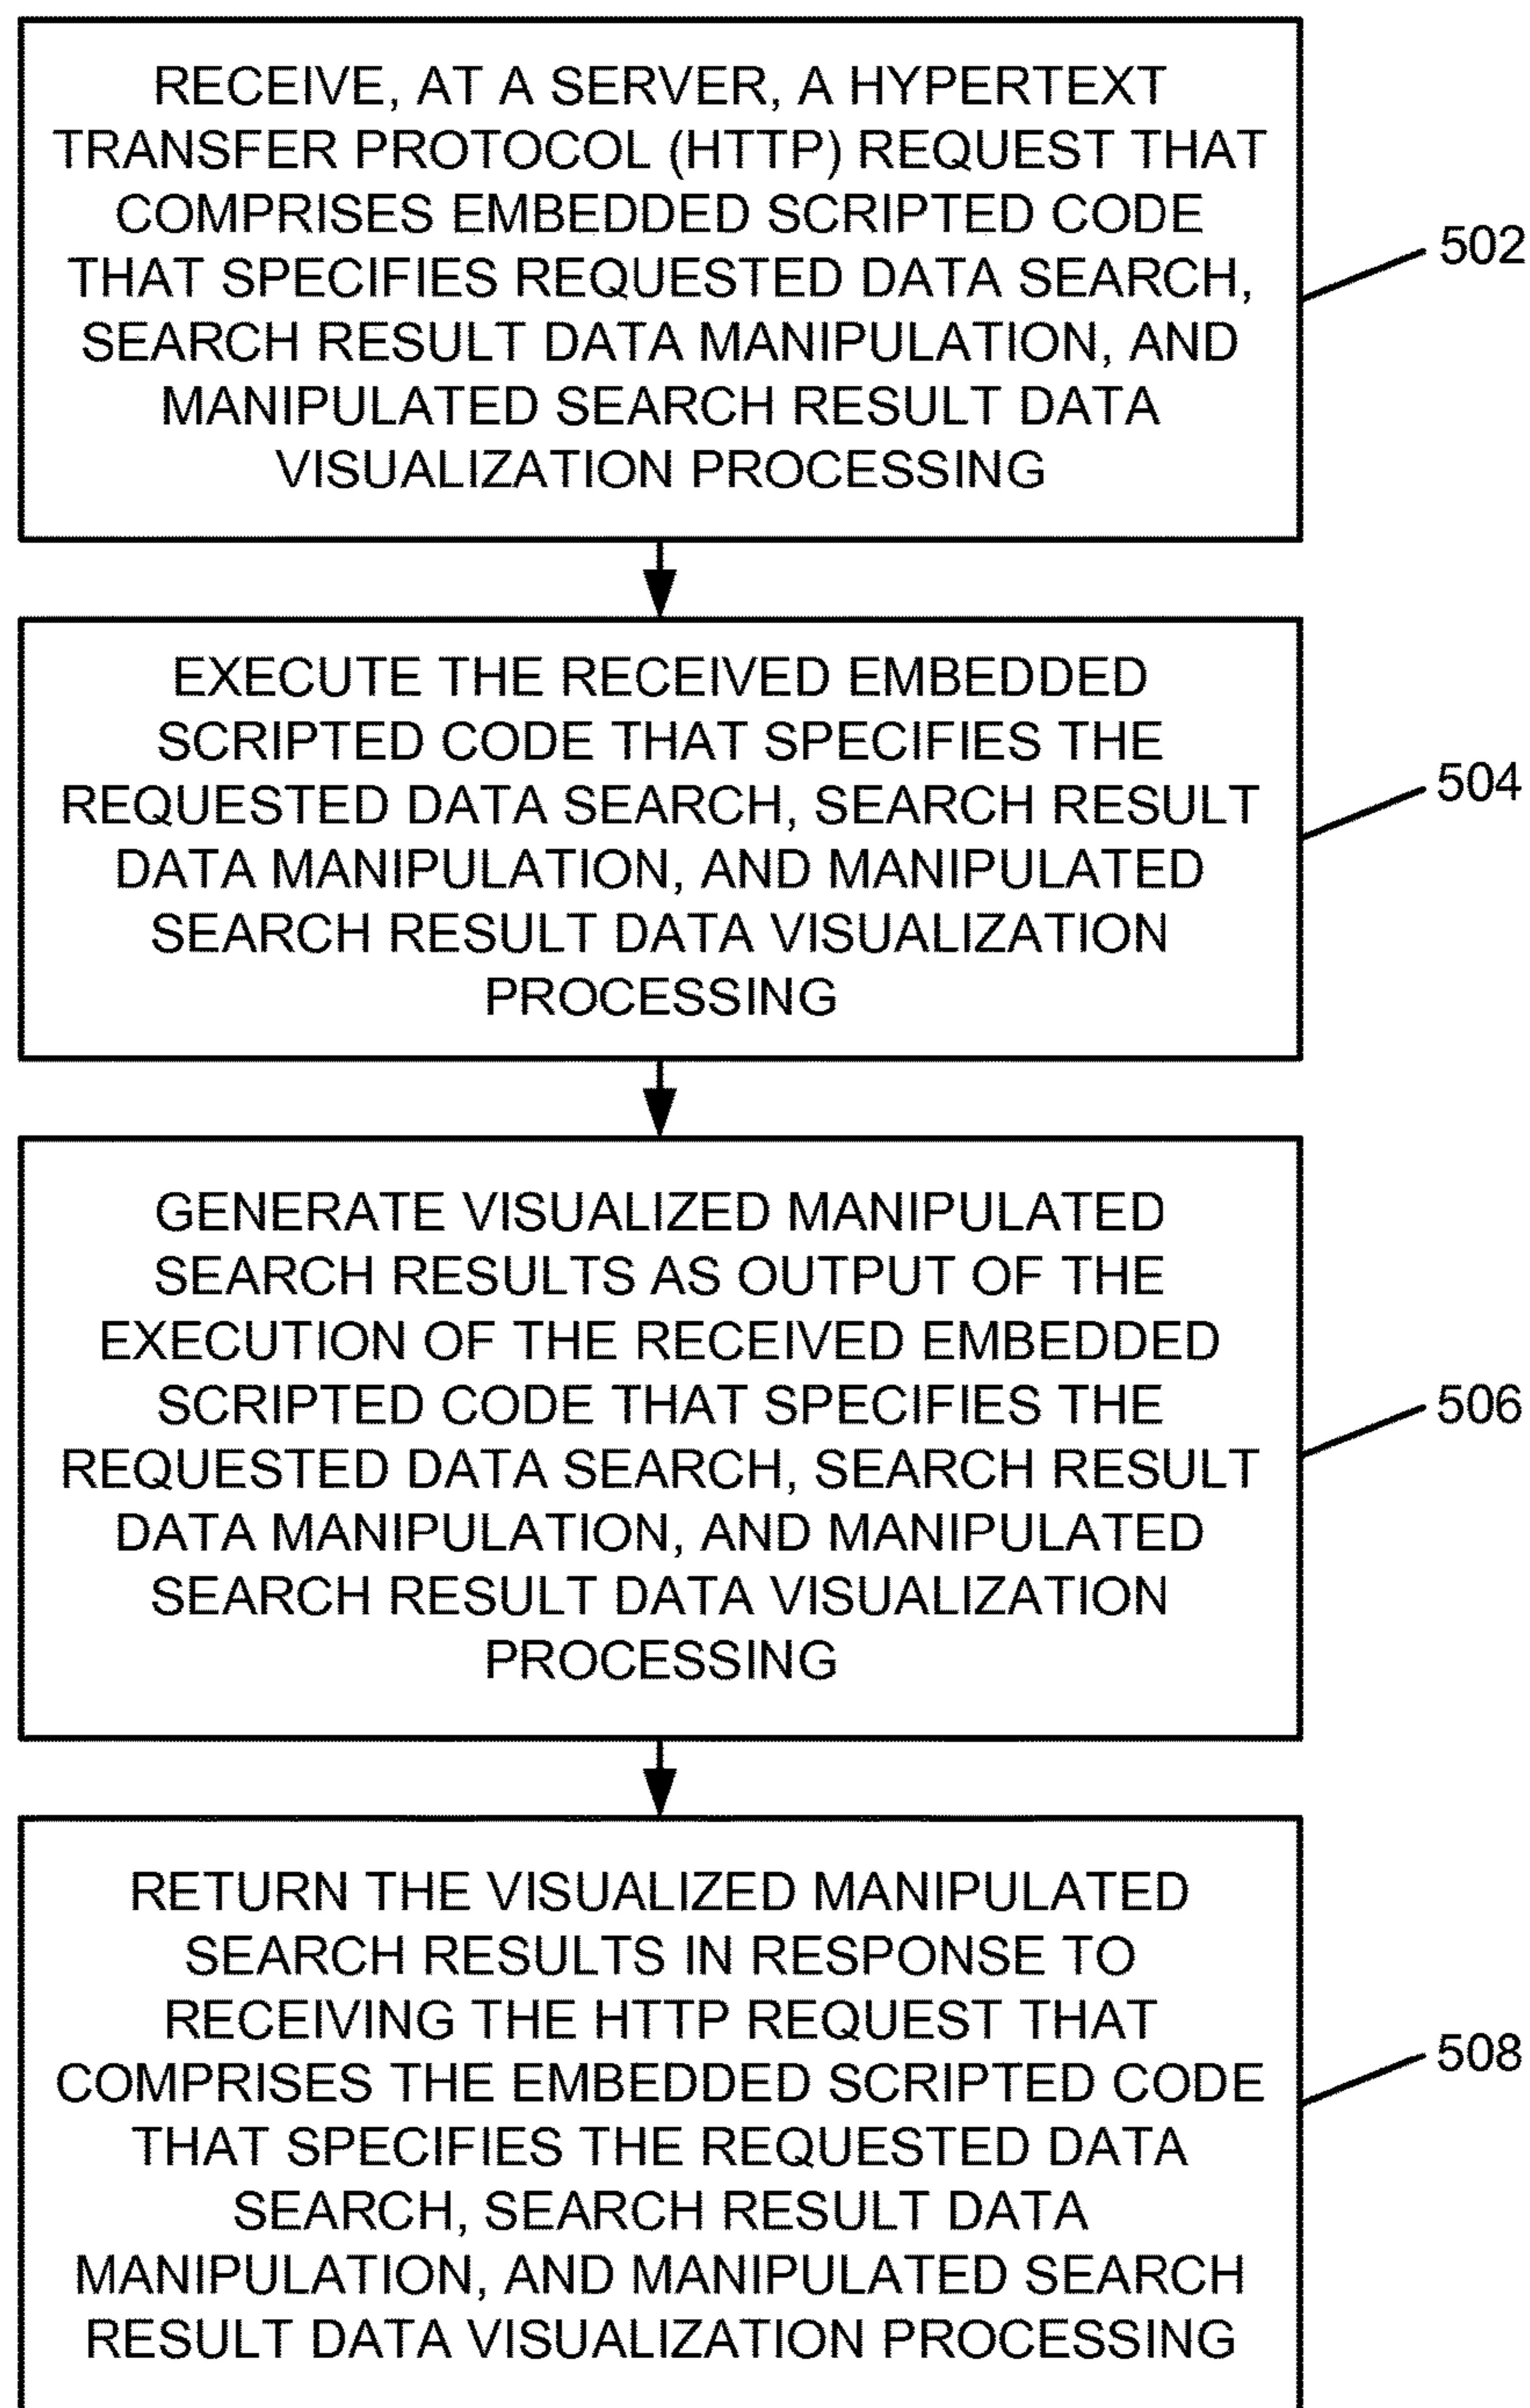 RECEIVE, AT A SERVER, A HYPERTEXT
TRANSFER PROTOCOL (HTTP) REQUEST THAT
COMPRISES EMBEDDED SCRIPTED CODE
THAT SPECIFIES REQUESTED DATA SEARCH,
SEARCH RESULT DATA MANIPULATION, AND
MANIPULATED SEARCH RESULT DATA
VISUALIZATION PROCESSING
502
EXECUTE THE RECEIVED EMBEDDED
SCRIPTED CODE THAT SPECIFIES THE
REQUESTED DATA SEARCH, SEARCH RESULT
DATA MANIPULATION, AND MANIPULATED
SEARCH RESULT DATA VISUALIZATION
PROCESSING
504
GENERATE VISUALIZED MANIPULATED
SEARCH RESULTS AS OUTPUT OF THE
EXECUTION OF THE RECEIVED EMBEDDED
SCRIPTED CODE THAT SPECIFIES THE
REQUESTED DATA SEARCH, SEARCH RESULT
DATA MANIPULATION, AND MANIPULATED
SEARCH RESULT DATA VISUALIZATION
PROCESSING
506
RETURN THE VISUALIZED MANIPULATED
SEARCH RESULTS IN RESPONSE TO
RECEIVING THE HTTP REQUEST THAT
COMPRISES THE EMBEDDED SCRIPTED CODE
THAT SPECIFIES THE REQUESTED DATA
SEARCH, SEARCH RESULT DATA
MANIPULATION, AND MANIPULATED SEARCH
RESULT DATA VISUALIZATION PROCESSING
508